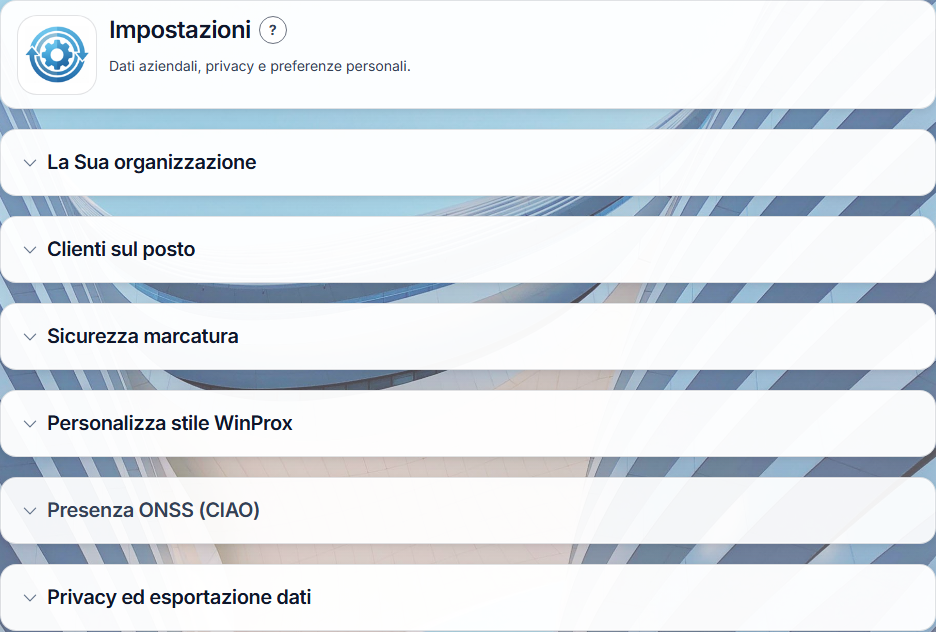 Impostazioni ?
Dati aziendali, privacy e preferenze personali.
La Sua organizzazione
Clienti sul posto
Sicurezza marcatura
Personalizza stile WinProx
Presenza ONSS (CIAO)
Privacy ed esportazione dati